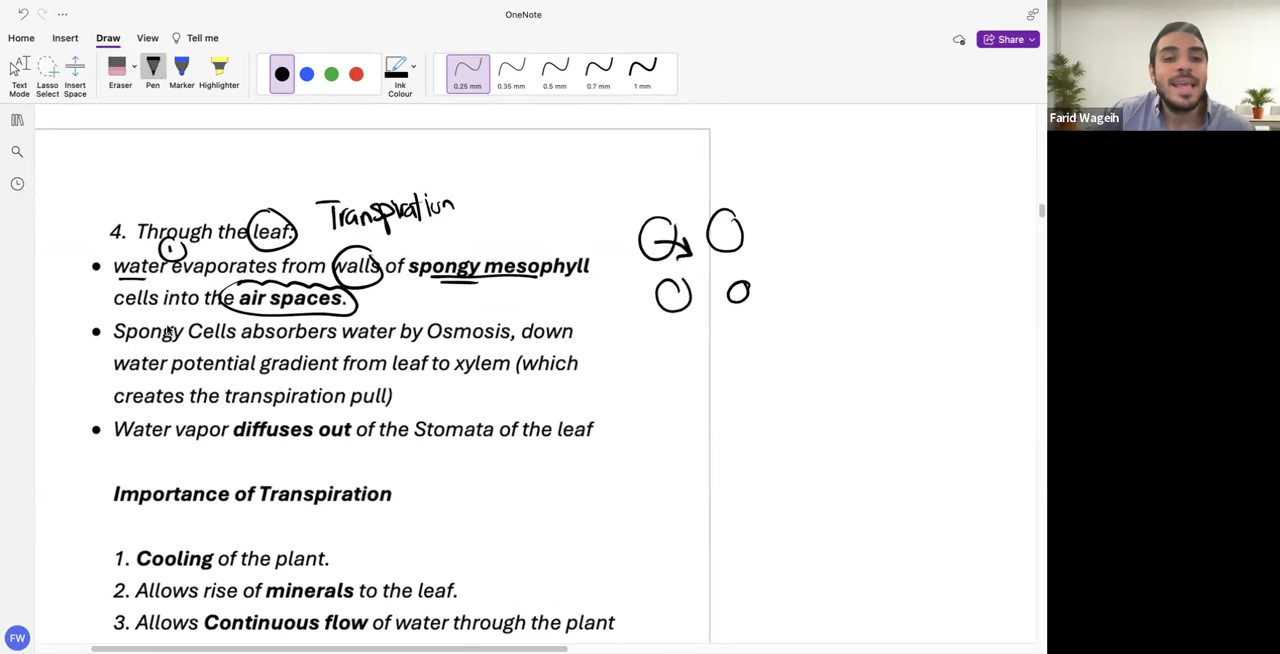 OneNote
Home Insert Draw View Tell me
Share
Text Mode
Lasso Select
Insert Space
Eraser
Pen
Marker
Highlighter
Ink Colour
0.25 mm
0.35 mm
0.5 mm
0.7 mm
1 mm
Farid Wageih
Transpiration
4. Through the leaf:
1
• water evaporates from walls of spongy mesophyll
cells into the air spaces.
• Spongy Cells absorbers water by Osmosis, down
water potential gradient from leaf to xylem (which
creates the transpiration pull)
• Water vapor diffuses out of the Stomata of the leaf
Importance of Transpiration
1. Cooling of the plant.
2. Allows rise of minerals to the leaf.
3. Allows Continuous flow of water through the plant
FW